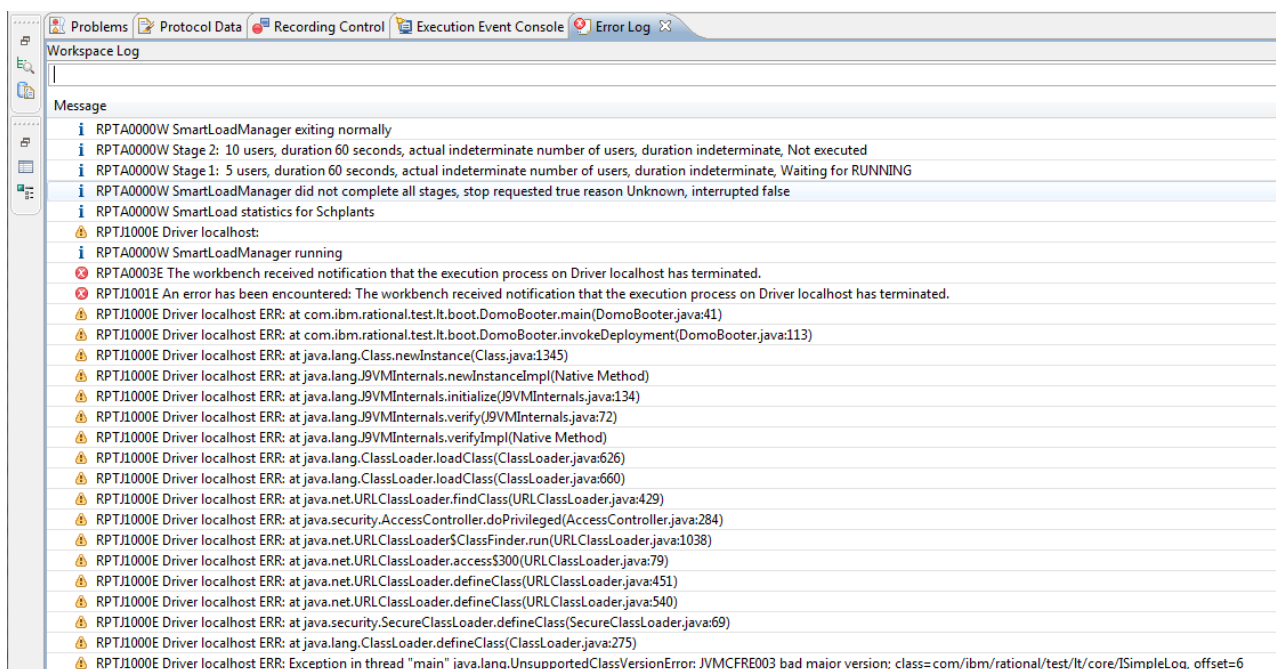 Problems Protocol Data Recording Control Execution Event Console Error Log
Workspace Log
Message
RPTA0000W SmartLoadManager exiting normally
RPTA0000W Stage 2: 10 users, duration 60 seconds, actual indeterminate number of users, duration indeterminate, Not executed
RPTA0000W Stage 1: 5 users, duration 60 seconds, actual indeterminate number of users, duration indeterminate, Waiting for RUNNING
RPTA0000W SmartLoadManager did not complete all stages, stop requested true reason Unknown, interrupted false
RPTA0000W SmartLoad statistics for Schplants
RPTJ1000E Driver localhost:
RPTA0000W SmartLoadManager running
RPTA0003E The workbench received notification that the execution process on Driver localhost has terminated.
RPTJ1001E An error has been encountered: The workbench received notification that the execution process on Driver localhost has terminated.
RPTJ1000E Driver localhost ERR: at com.ibm.rational.test.lt.boot.DomoBooter.main(DomoBooter.java:41)
RPTJ1000E Driver localhost ERR: at com.ibm.rational.test.lt.boot.DomoBooter.invokeDeployment(DomoBooter.java:113)
RPTJ1000E Driver localhost ERR: at java.lang.Class.newInstance(Class.java:1345)
RPTJ1000E Driver localhost ERR: at java.lang.J9VMInternals.newInstanceImpl(Native Method)
RPTJ1000E Driver localhost ERR: at java.lang.J9VMInternals.initialize(J9VMInternals.java:134)
RPTJ1000E Driver localhost ERR: at java.lang.J9VMInternals.verify(J9VMInternals.java:72)
RPTJ1000E Driver localhost ERR: at java.lang.J9VMInternals.verifyImpl(Native Method)
RPTJ1000E Driver localhost ERR: at java.lang.ClassLoader.loadClass(ClassLoader.java:626)
RPTJ1000E Driver localhost ERR: at java.lang.ClassLoader.loadClass(ClassLoader.java:660)
RPTJ1000E Driver localhost ERR: at java.net.URLClassLoader.findClass(URLClassLoader.java:429)
RPTJ1000E Driver localhost ERR: at java.security.AccessController.doPrivileged(AccessController.java:284)
RPTJ1000E Driver localhost ERR: at java.net.URLClassLoader$ClassFinder.run(URLClassLoader.java:1038)
RPTJ1000E Driver localhost ERR: at java.net.URLClassLoader.access$300(URLClassLoader.java:79)
RPTJ1000E Driver localhost ERR: at java.net.URLClassLoader.defineClass(URLClassLoader.java:451)
RPTJ1000E Driver localhost ERR: at java.net.URLClassLoader.defineClass(URLClassLoader.java:540)
RPTJ1000E Driver localhost ERR: at java.security.SecureClassLoader.defineClass(SecureClassLoader.java:69)
RPTJ1000E Driver localhost ERR: at java.lang.ClassLoader.defineClass(ClassLoader.java:275)
RPTJ1000E Driver localhost ERR: Exception in thread "main" java.lang.UnsupportedClassVersionError: JVMCFRE003 bad major version; class=com/ibm/rational/test/lt/core/ISimpleLog, offset=6